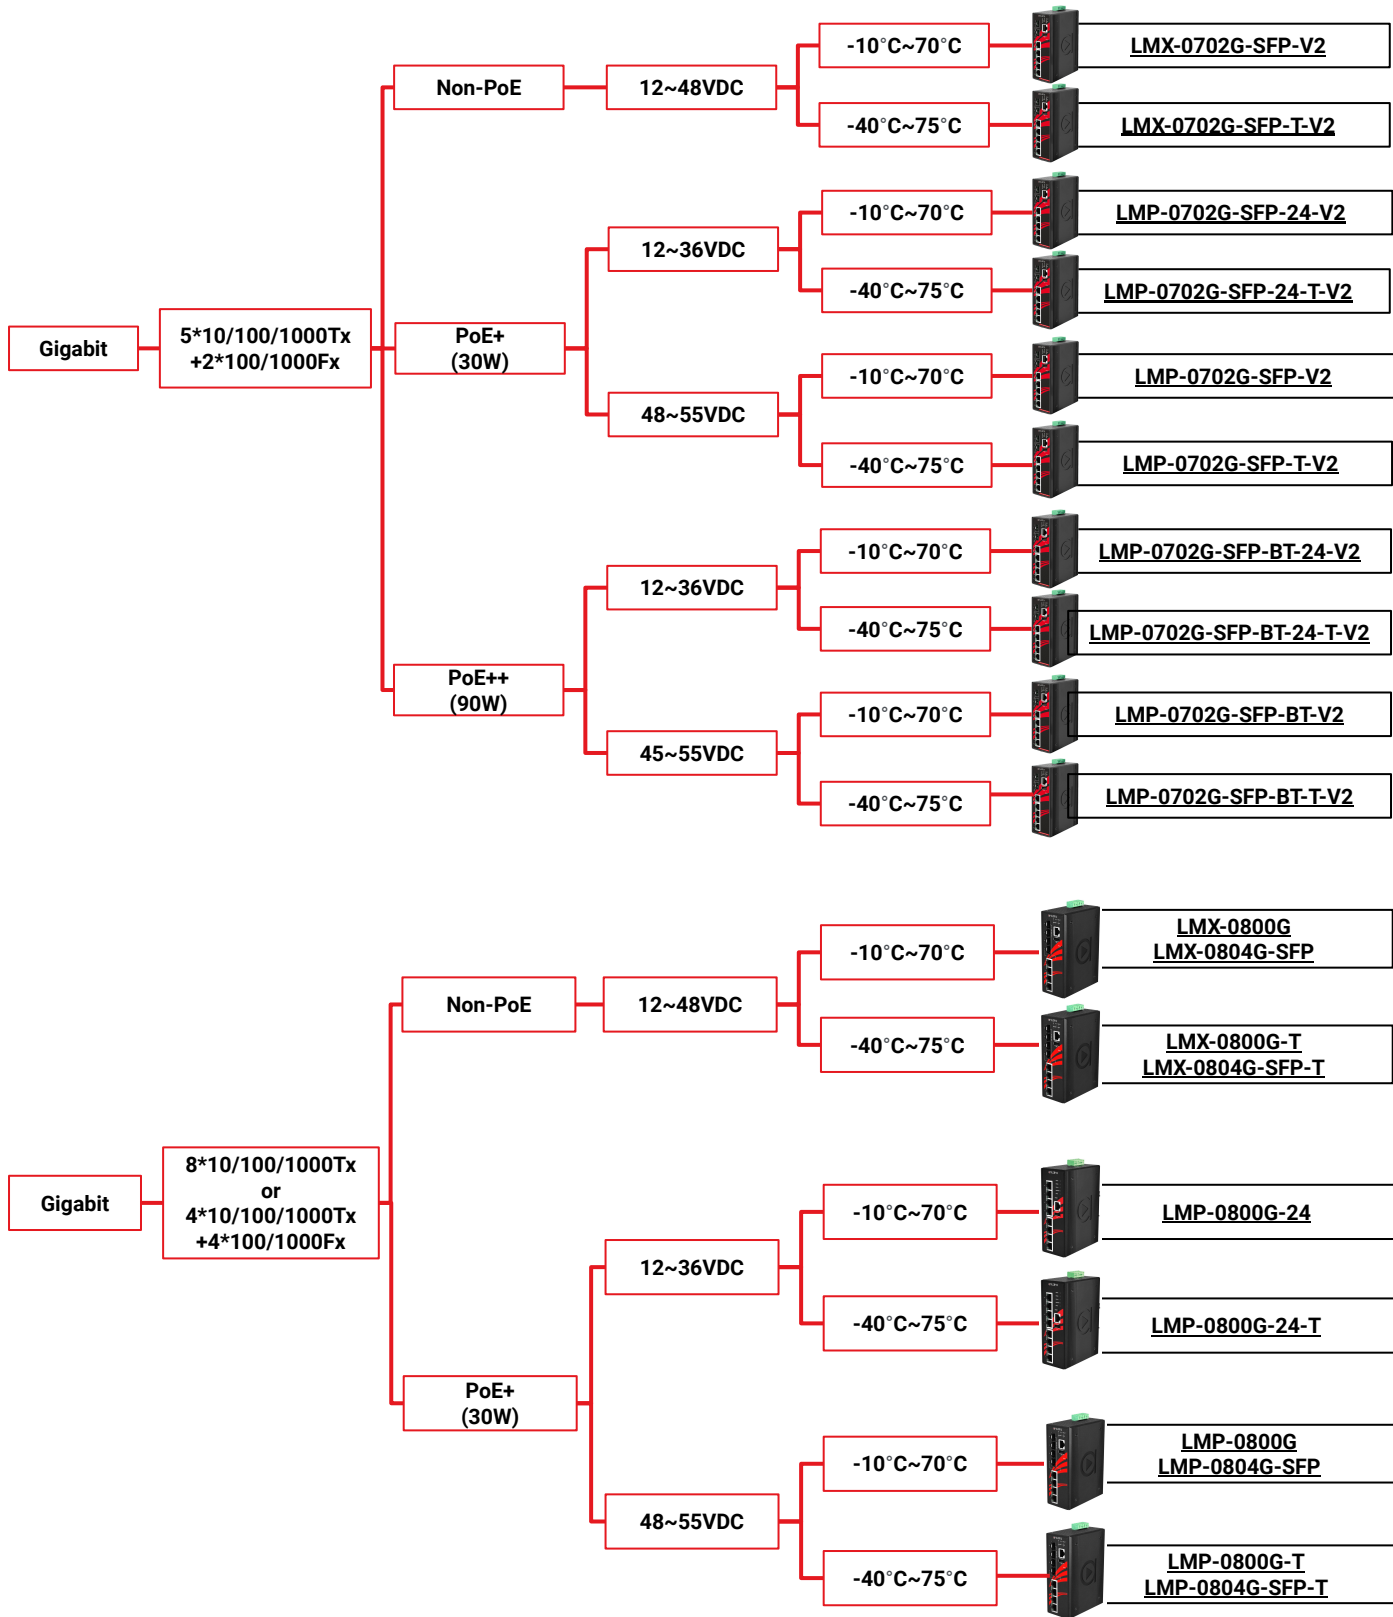 Gigabit
5*10/100/1000Tx
+2*100/1000Fx
Non-PoE
12~48VDC
-10°C~70°C
LMX-0702G-SFP-V2
-40°C~75°C
LMX-0702G-SFP-T-V2
PoE+
(30W)
12~36VDC
-10°C~70°C
LMP-0702G-SFP-24-V2
-40°C~75°C
LMP-0702G-SFP-24-T-V2
48~55VDC
-10°C~70°C
LMP-0702G-SFP-V2
-40°C~75°C
LMP-0702G-SFP-T-V2
PoE++
(90W)
12~36VDC
-10°C~70°C
LMP-0702G-SFP-BT-24-V2
-40°C~75°C
LMP-0702G-SFP-BT-24-T-V2
45~55VDC
-10°C~70°C
LMP-0702G-SFP-BT-V2
-40°C~75°C
LMP-0702G-SFP-BT-T-V2
Gigabit
8*10/100/1000Tx
or
4*10/100/1000Tx
+4*100/1000Fx
Non-PoE
12~48VDC
-10°C~70°C
LMX-0800G
LMX-0804G-SFP
-40°C~75°C
LMX-0800G-T
LMX-0804G-SFP-T
PoE+
(30W)
12~36VDC
-10°C~70°C
LMP-0800G-24
-40°C~75°C
LMP-0800G-24-T
48~55VDC
-10°C~70°C
LMP-0800G
LMP-0804G-SFP
-40°C~75°C
LMP-0800G-T
LMP-0804G-SFP-T